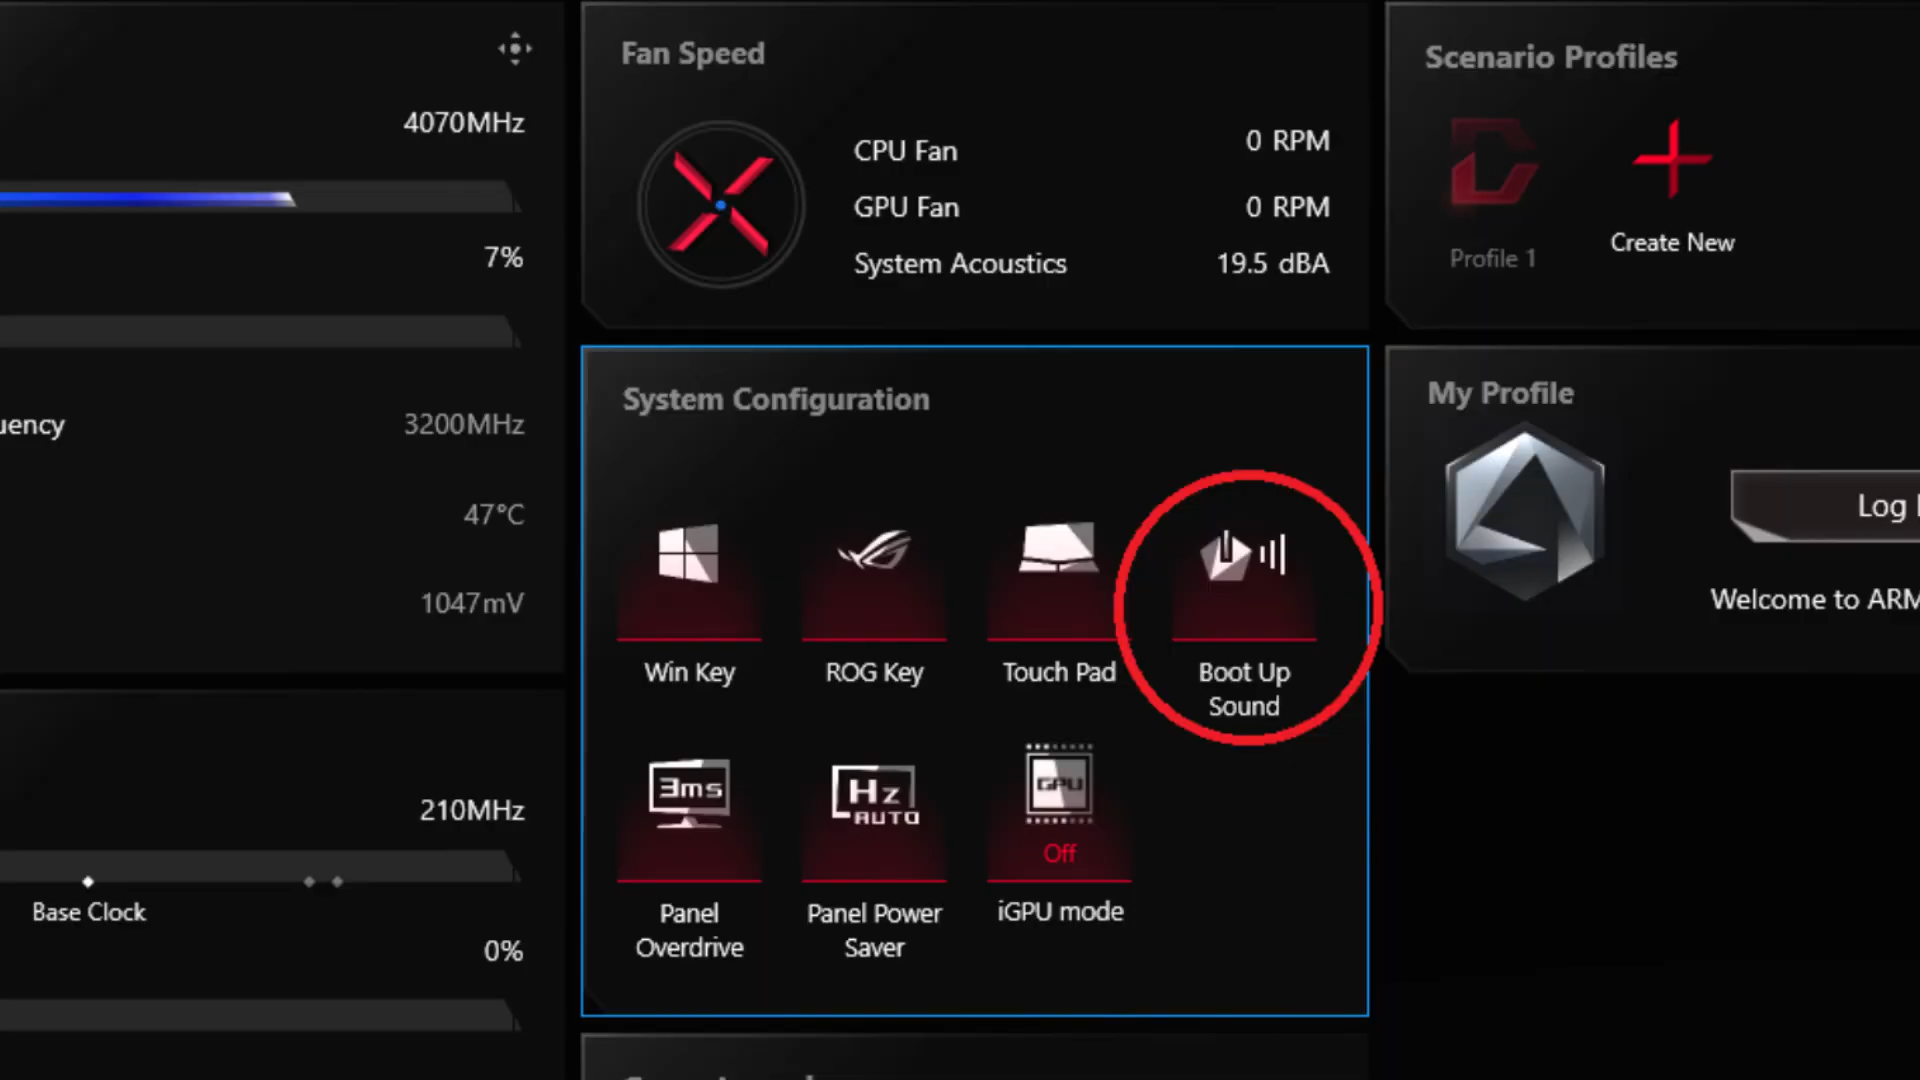 4070MHz
7%
uency
3200MHz
47°C
1047mV
210MHz
Base Clock
0%
Fan Speed
CPU Fan
0 RPM
GPU Fan
0 RPM
System Acoustics
19.5 dBA
System Configuration
Win Key
ROG Key
Touch Pad
Boot Up
Sound
3ms
Panel
Overdrive
Hz
AUTO
Panel Power
Saver
GPU
Off
iGPU mode
Scenario Profiles
Profile 1
Create New
My Profile
Log
Welcome to ARM